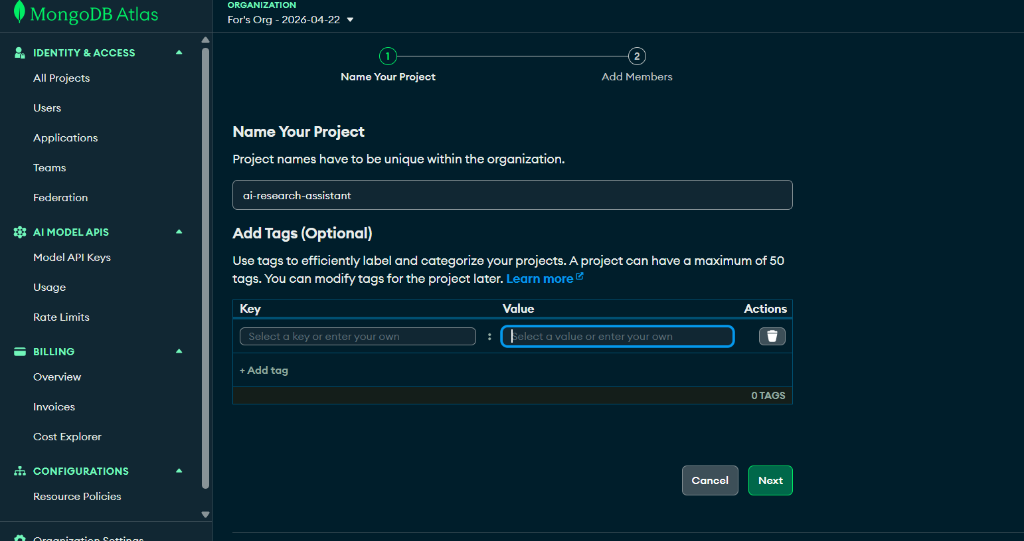 MongoDB Atlas
IDENTITY & ACCESS
All Projects
Users
Applications
Teams
Federation
AI MODEL APIS
Model API Keys
Usage
Rate Limits
BILLING
Overview
Invoices
Cost Explorer
CONFIGURATIONS
Resource Policies
Organization Settings
ORGANIZATION
For's Org - 2026-04-22
1
2
Name Your Project
Add Members
Name Your Project
Project names have to be unique within the organization.
ai-research-assistant
Add Tags (Optional)
Use tags to efficiently label and categorize your projects. A project can have a maximum of 50
tags. You can modify tags for the project later. Learn more
Key Value Actions
Select a key or enter your own : Select a value or enter your own
+ Add tag
0 TAGS
Cancel Next